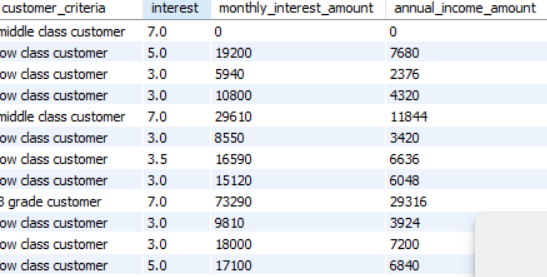 customer_criteria interest monthly_interest_amount annual_income_amount
middle class customer 7.0 0 0
ow class customer 5.0 19200 7680
ow class customer 3.0 5940 2376
ow class customer 3.0 10800 4320
middle class customer 7.0 29610 11844
ow class customer 3.0 8550 3420
ow class customer 3.5 16590 6636
ow class customer 3.0 15120 6048
B grade customer 7.0 73290 29316
ow class customer 3.0 9810 3924
ow class customer 3.0 18000 7200
ow class customer 5.0 17100 6840